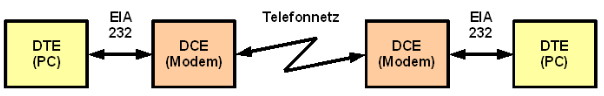 EIA
232
Telefonnetz
EIA
232
DTE
(PC)
DCE
(Modem)
DCE
(Modem)
DTE
(PC)